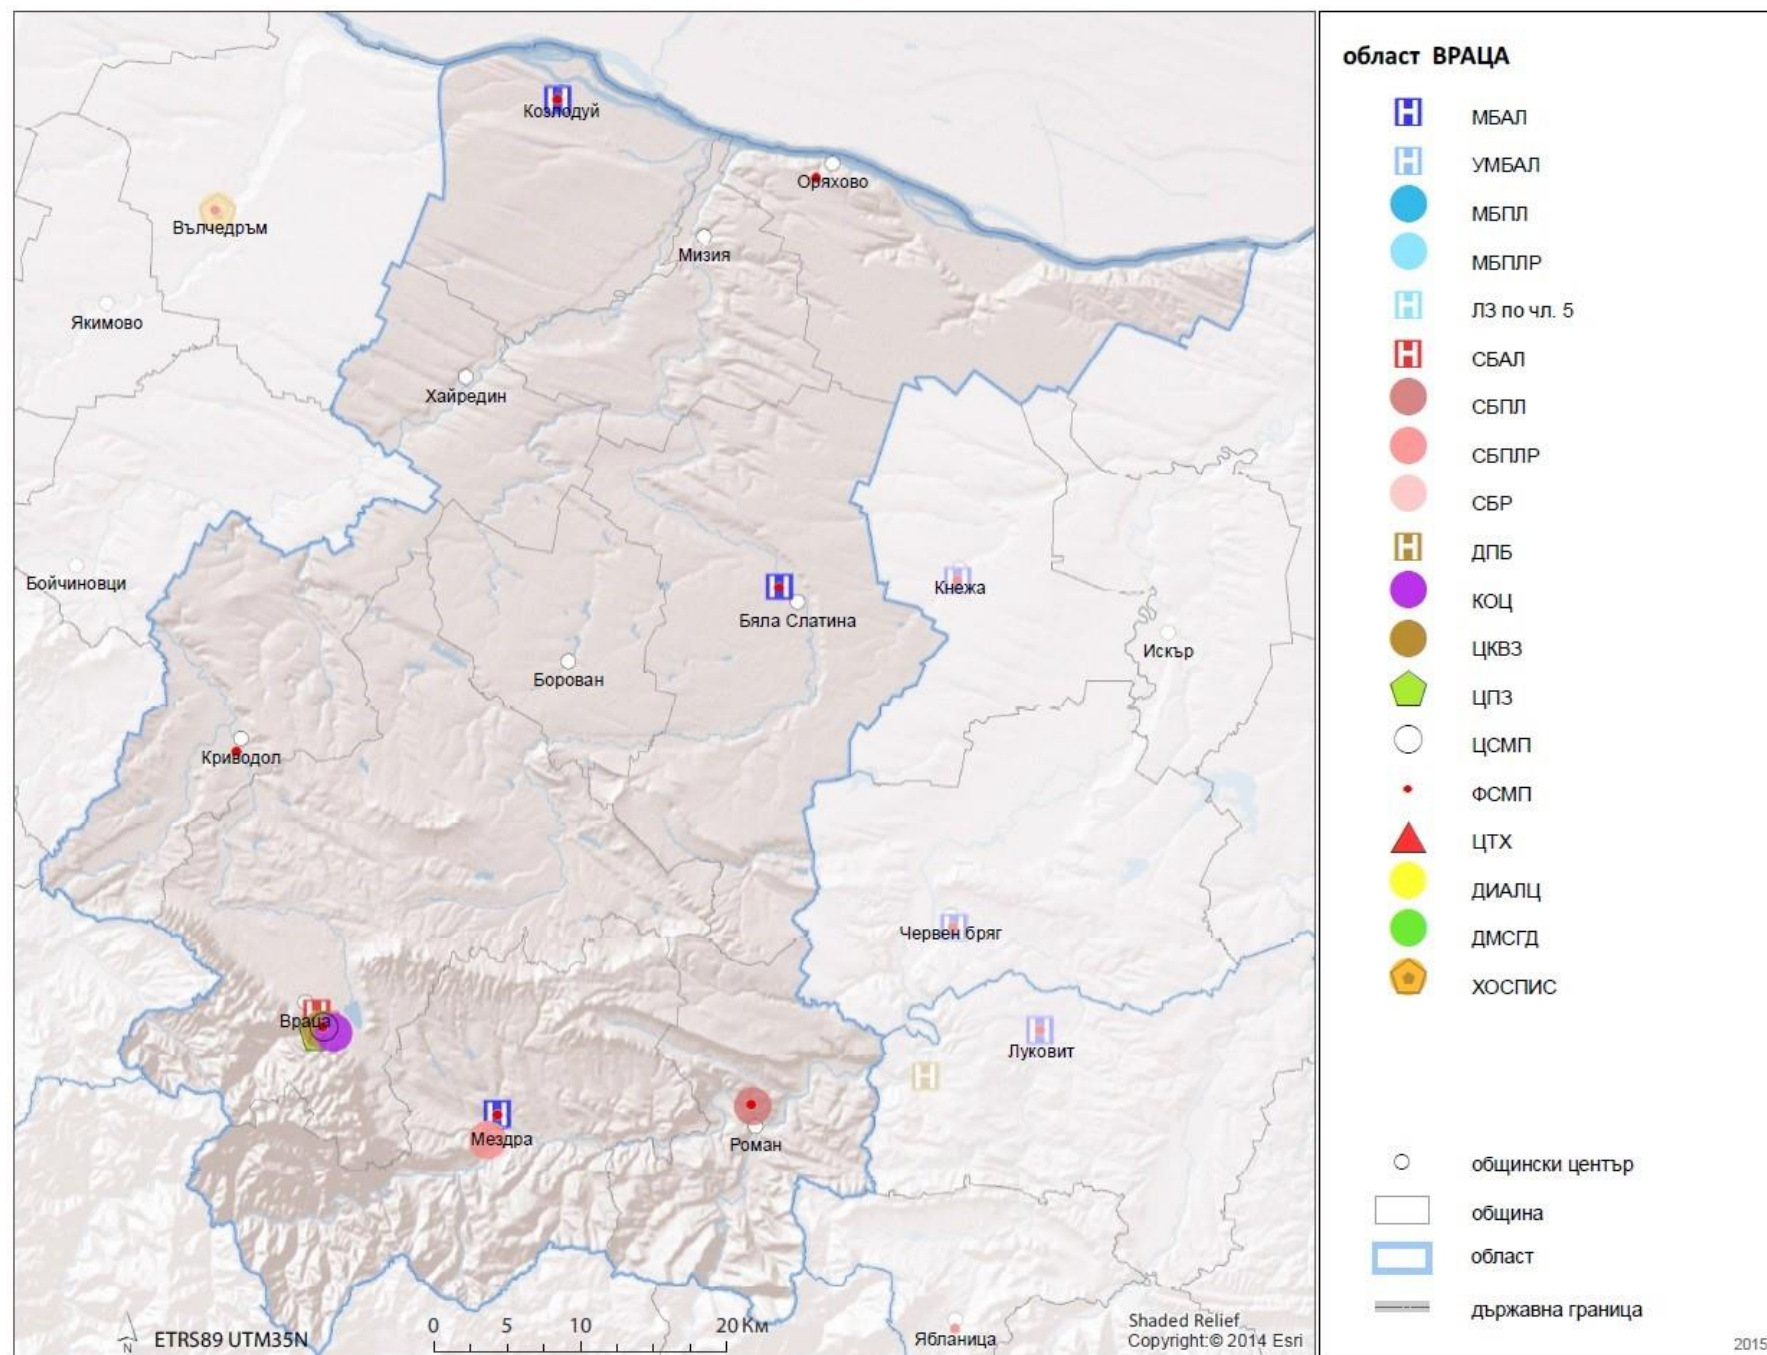 Козлодуй
Оряхово
Вълчедръм
Мизия
Якимово
Хайредин
Бойчиновци
Кнежа
Бяла Слатина
Искър
Борован
Криводол
Червен бряг
Враца
Луковит
Мездра
Роман
Ябланица
N
ETRS89 UTM35N
0 5 10 20 Км
Shaded Relief
Copyright:© 2014 Esri
област ВРАЦА
H МБАЛ
H УМБАЛ
МБПЛ
МБПЛР
H ЛЗ по чл. 5
H СБАЛ
СБПЛ
СБПЛР
СБР
H ДПБ
КОЦ
ЦКВЗ
ЦПЗ
ЦСМП
ФСМП
ЦТХ
ДИАЛЦ
ДМСГД
ХОСПИС
общински център
община
област
държавна граница
2015